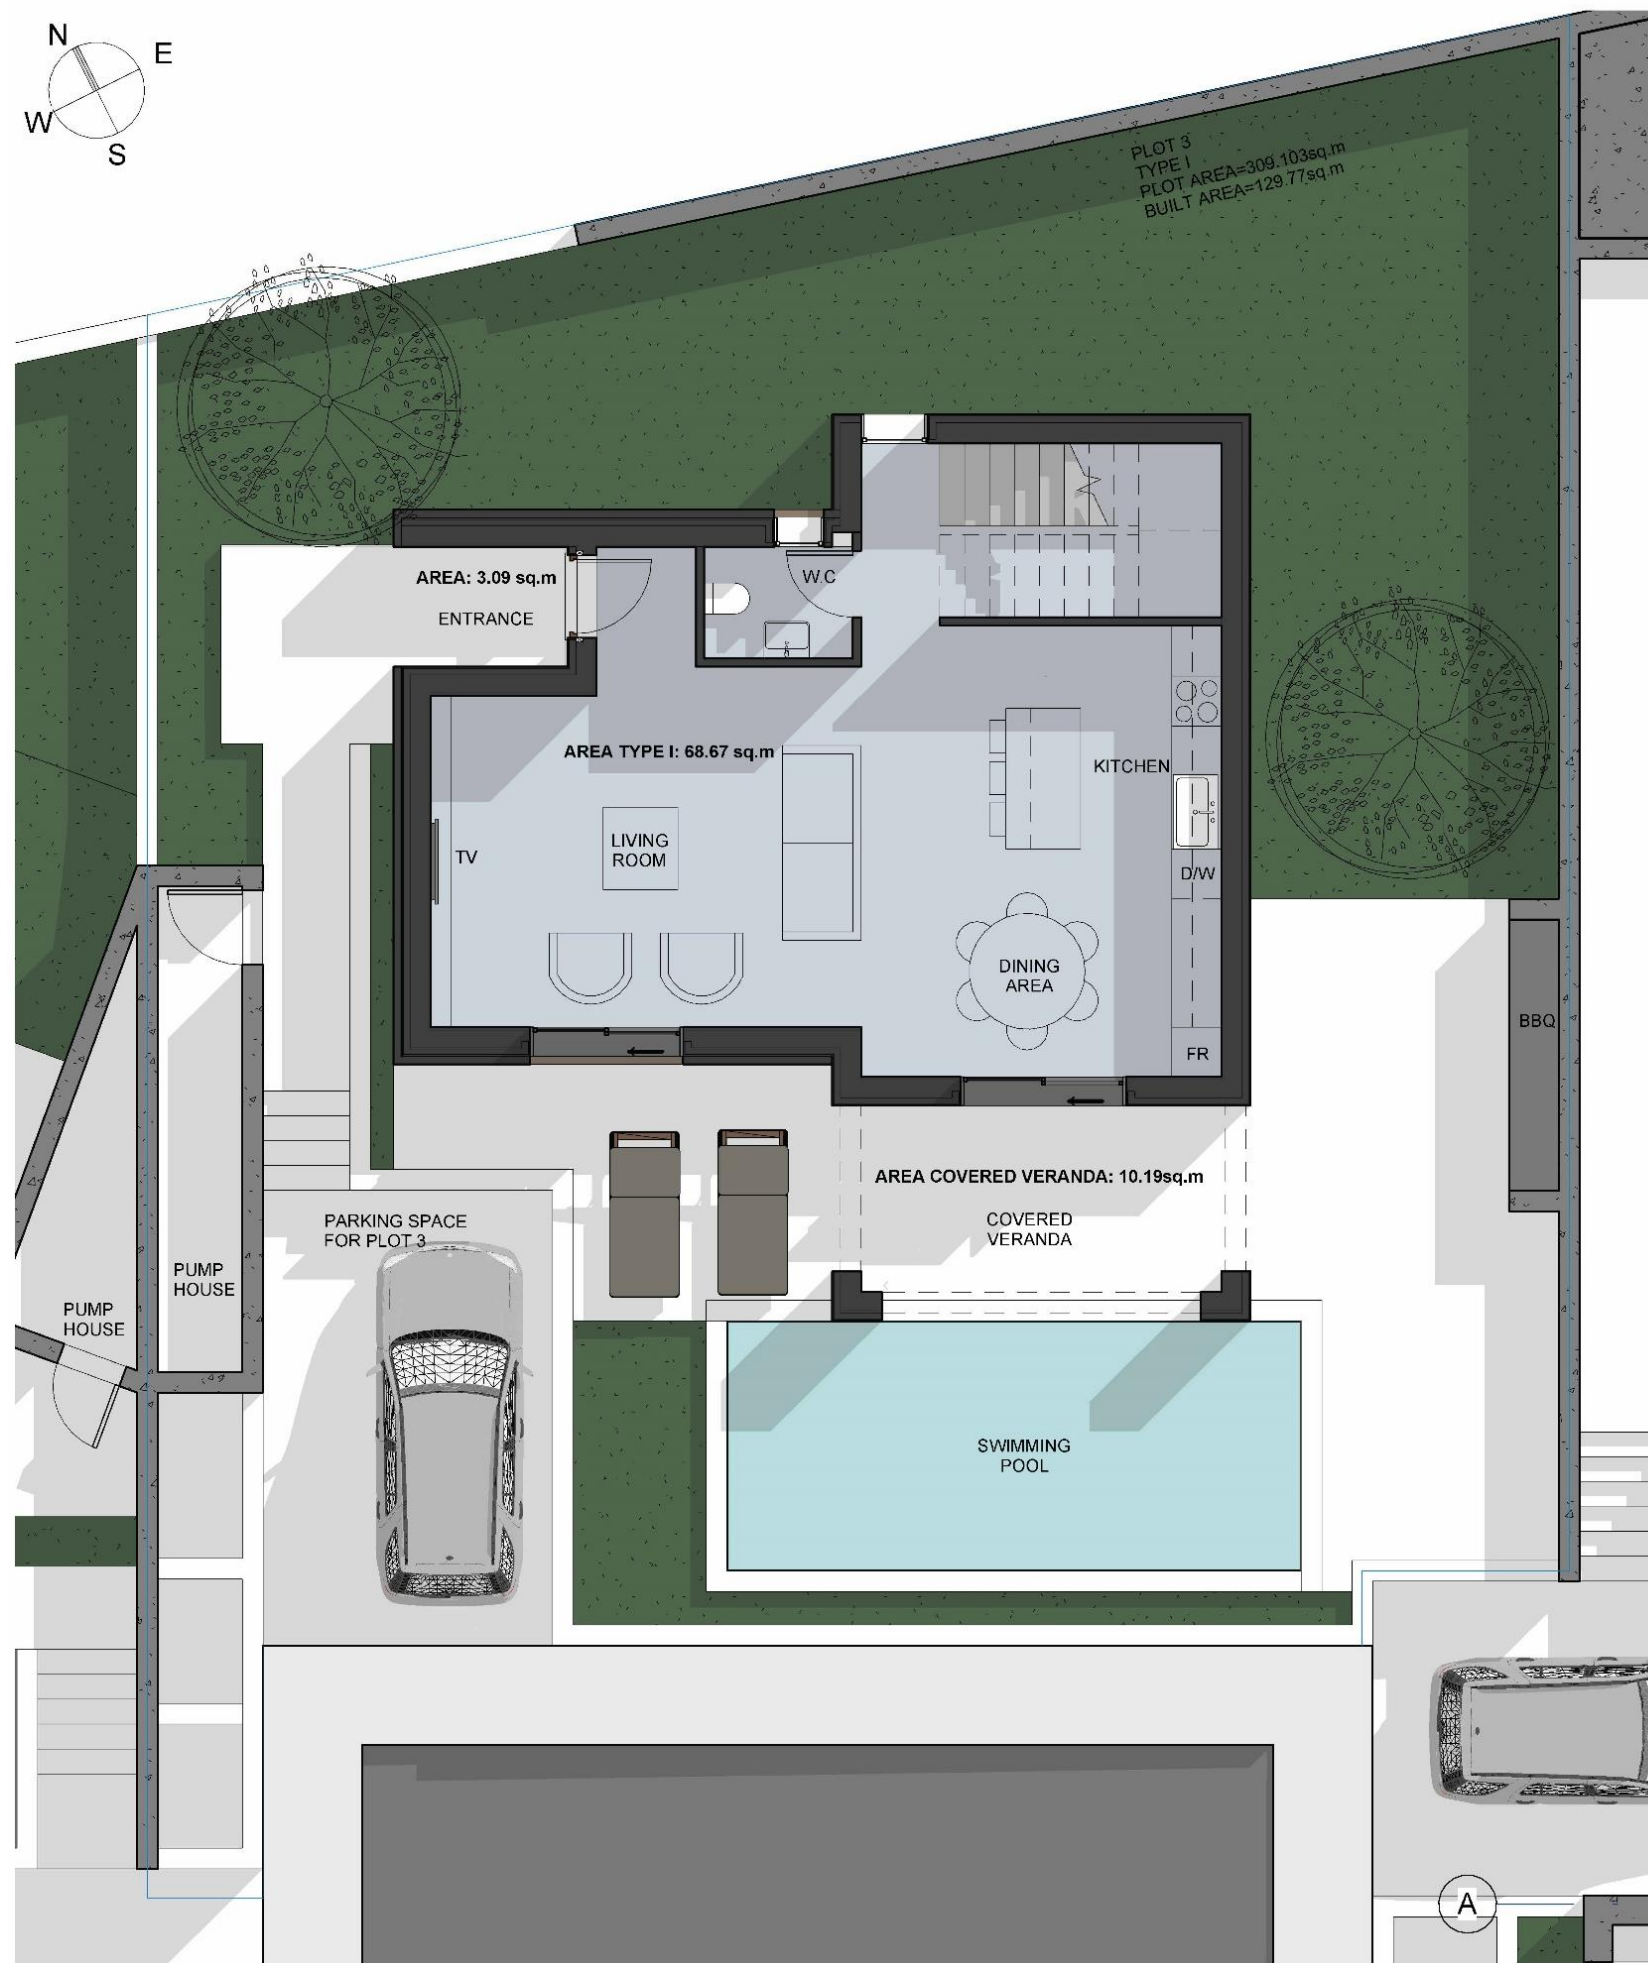 N
E
W
S
PLOT 3
TYPE I
PLOT AREA=309.103sq.m
BUILT AREA=129.77sq.m
AREA: 3.09 sq.m
ENTRANCE
W.C
AREA TYPE I: 68.67 sq.m
KITCHEN
LIVING
ROOM
TV
D/W
DINING
AREA
FR
BBQ
AREA COVERED VERANDA: 10.19sq.m
COVERED
VERANDA
PARKING SPACE
FOR PLOT 3
PUMP
HOUSE
PUMP
HOUSE
SWIMMING
POOL
A